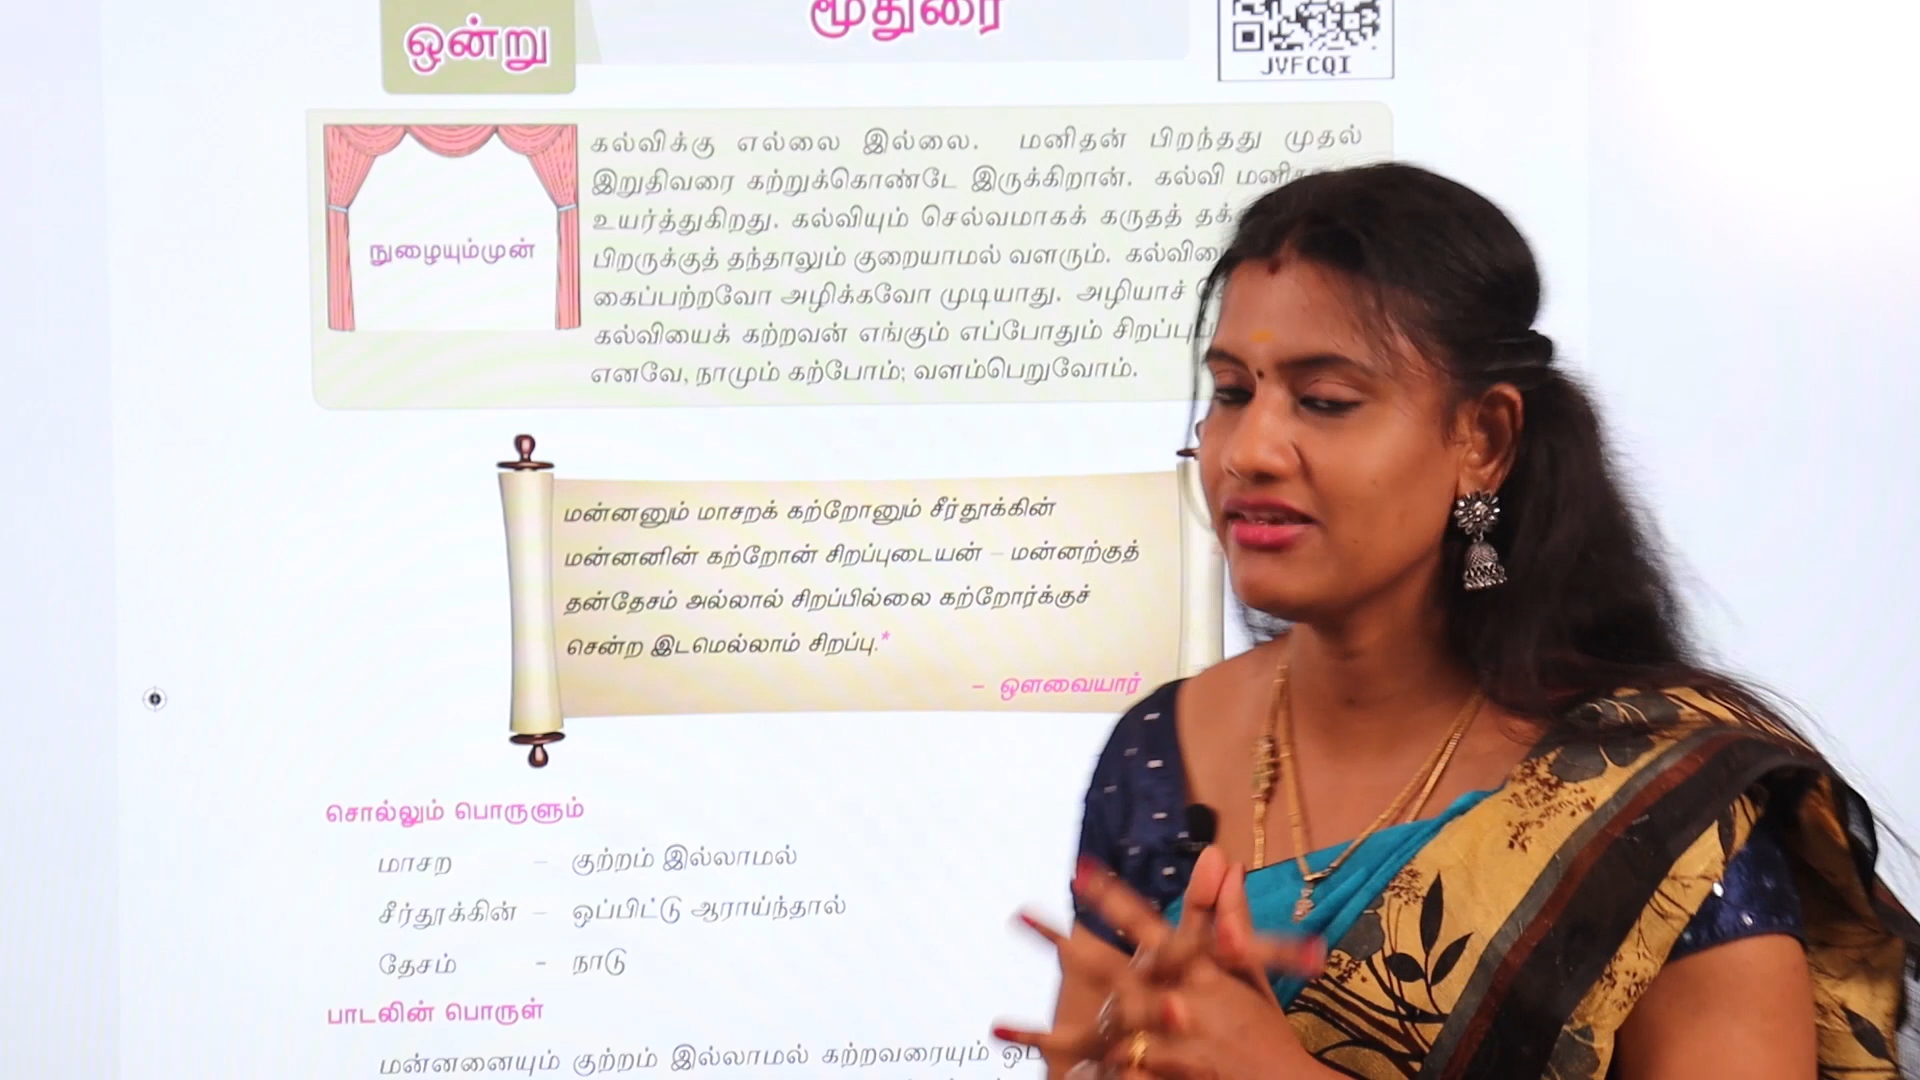 ஒன்று
மூதுரை
JVFCQI
நுழையும்முன்
கல்விக்கு எல்லை இல்லை. மனிதன் பிறந்தது முதல்
இறுதிவரை கற்றுக்கொண்டே இருக்கிறான். கல்வி
உயர்த்துகிறது. கல்வியும் செல்வமாகக் கருதத்
பிறருக்குத் தந்தாலும் குறையாமல் வளரும்.
கைப்பற்றவோ அழிக்கவோ முடியாது. அழியாச்
கல்வியைக் கற்றவன் எங்கும் எப்போதும்
எனவே, நாமும் கற்போம்; வளம்பெறுவோம்.
மன்னனும் மாசறக் கற்றோனும் சீர்தூக்கின்
மன்னனின் கற்றோன் சிறப்புடையன் – மன்னற்குத்
தன்தேசம் அல்லால் சிறப்பில்லை கற்றோர்க்குச்
சென்ற இடமெல்லாம் சிறப்பு.*
– ஔவையார்
சொல்லும் பொருளும்
மாசற – குற்றம் இல்லாமல்
சீர்தூக்கின் – ஒப்பிட்டு ஆராய்ந்தால்
தேசம் - நாடு
பாடலின் பொருள்
மன்னனையும் குற்றம் இல்லாமல் கற்றவரையும்